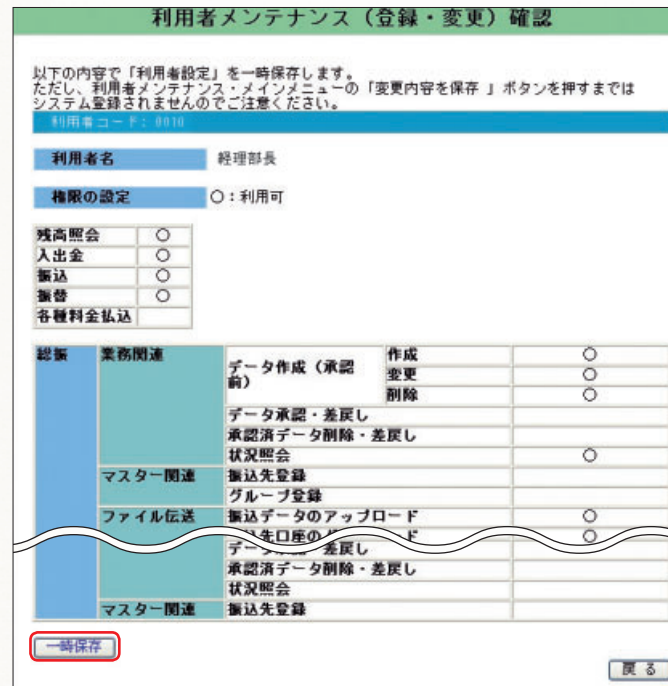 利用者メンテナンス（登録・変更）確認
以下の内容で「利用者設定」を一時保存します。
ただし、利用者メンテナンス・メインメニューの「変更内容を保存 」ボタンを押すまでは
システム登録されませんのでご注意ください。
利用者コード：0010
利用者名 経理部長
権限の設定 ○：利用可
残高照会 ○
入出金 ○
振込 ○
振替 ○
各種料金払込
総振 業務関連 データ作成（承認前） 作成 ○
変更 ○
削除 ○
データ承認・差戻し
承認済データ削除・差戻し
状況照会 ○
マスター関連 振込先登録
グループ登録
ファイル伝送 振込データのアップロード ○
先口座の ド ○
データ 差戻し
承認済データ削除・差戻し
状況照会
マスター関連 振込先登録
一時保存
戻る